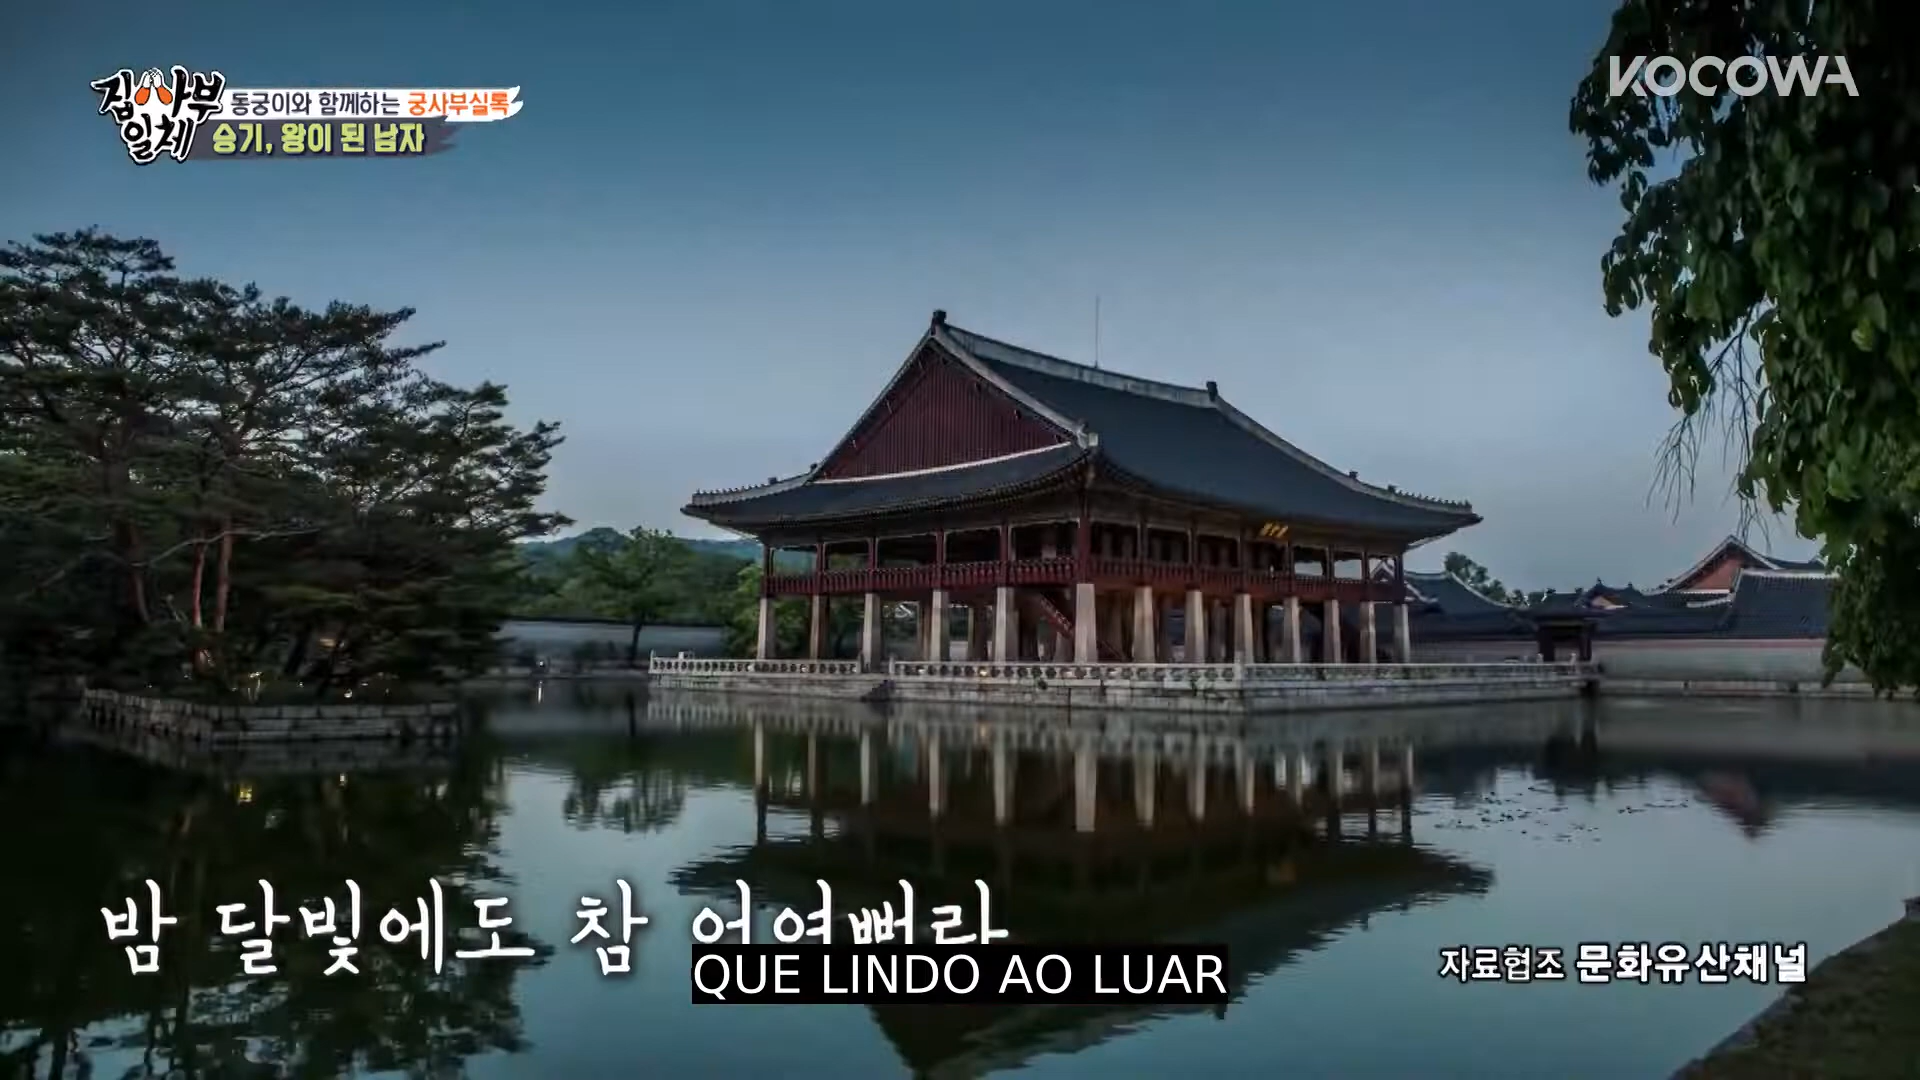 KOCOWA
집사부일체
동궁이와 함께하는 궁사부실록
승기, 왕이 된 남자
밤 달빛에도 참 어여뻐라
QUE LINDO AO LUAR
자료협조 문화유산채널